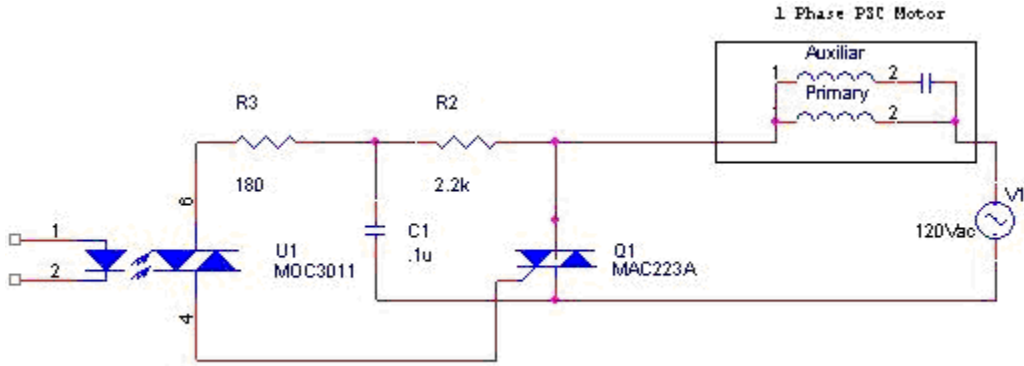 1 Phase PSC Motor
Auxiliar
1 2
Primary
2
R3
R2
180
2.2k
6
V1
120Vac
1
2
C1
.1u
U1
MOC3011
Q1
MAC223A
4